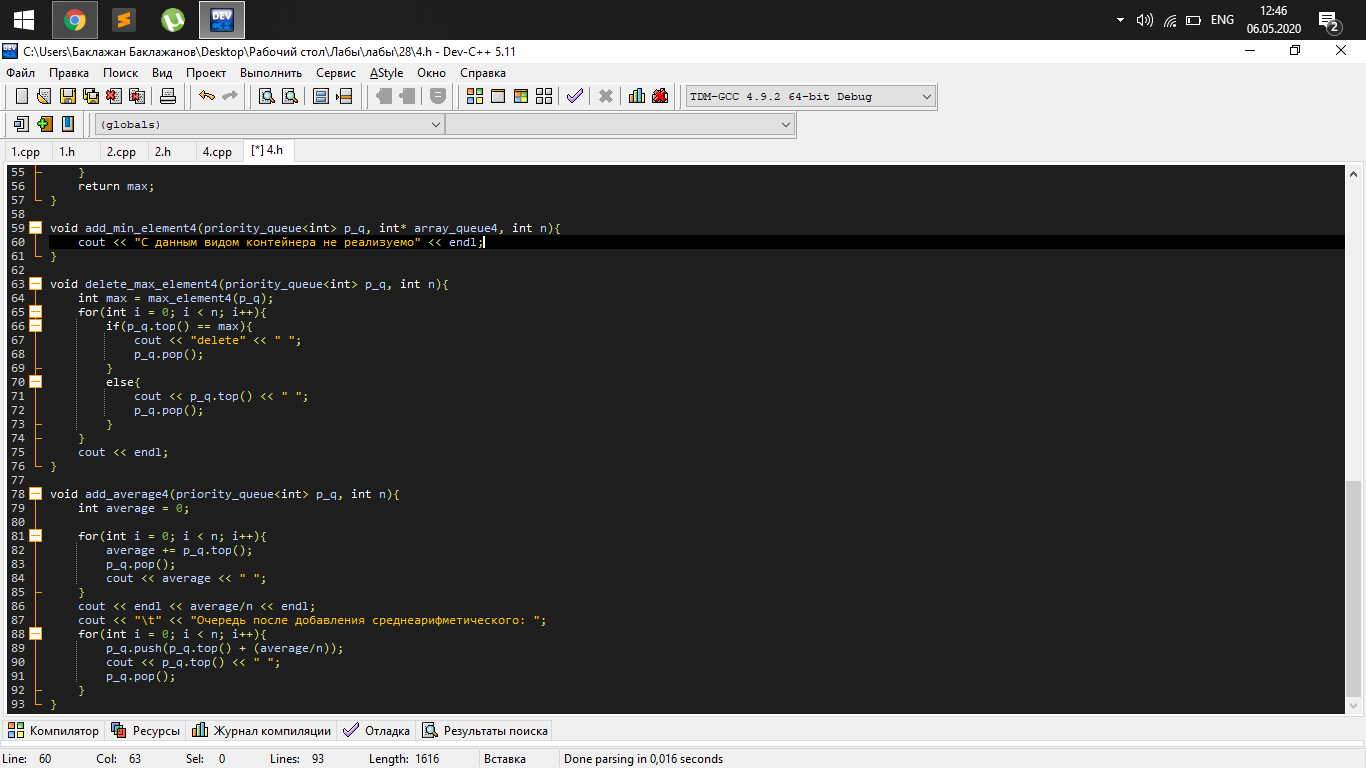 ENG
12:46
06.05.2020
2
DEV
C:\Users\Баклажан Баклажанов\Desktop\Рабочий стол\Лабы\лабы\28\4.h - Dev-C++ 5.11
Файл Правка Поиск Вид Проект Выполнить Сервис AStyle Окно Справка
TDM-GCC 4.9.2 64-bit Debug
(globals)
1.cpp 1.h 2.cpp 2.h 4.cpp [*] 4.h
55 }
56 return max;
57 }
58
59 void add_min_element4(priority_queue<int> p_q, int* array_queue4, int n){
60 cout << "С данным видом контейнера не реализуемо" << endl;
61 }
62
63 void delete_max_element4(priority_queue<int> p_q, int n){
64 int max = max_element4(p_q);
65 for(int i = 0; i < n; i++){
66 if(p_q.top() == max){
67 cout << "delete" << " ";
68 p_q.pop();
69 }
70 else{
71 cout << p_q.top() << " ";
72 p_q.pop();
73 }
74 }
75 cout << endl;
76 }
77
78 void add_average4(priority_queue<int> p_q, int n){
79 int average = 0;
80
81 for(int i = 0; i < n; i++){
82 average += p_q.top();
83 p_q.pop();
84 cout << average << " ";
85 }
86 cout << endl << average/n << endl;
87 cout << "\t" << "Очередь после добавления среднеарифметического: ";
88 for(int i = 0; i < n; i++){
89 p_q.push(p_q.top() + (average/n));
90 cout << p_q.top() << " ";
91 p_q.pop();
92 }
93 }
Компилятор Ресурсы Журнал компиляции Отладка Результаты поиска
Line: 60 Col: 63 Sel: 0 Lines: 93 Length: 1616 Вставка Done parsing in 0,016 seconds